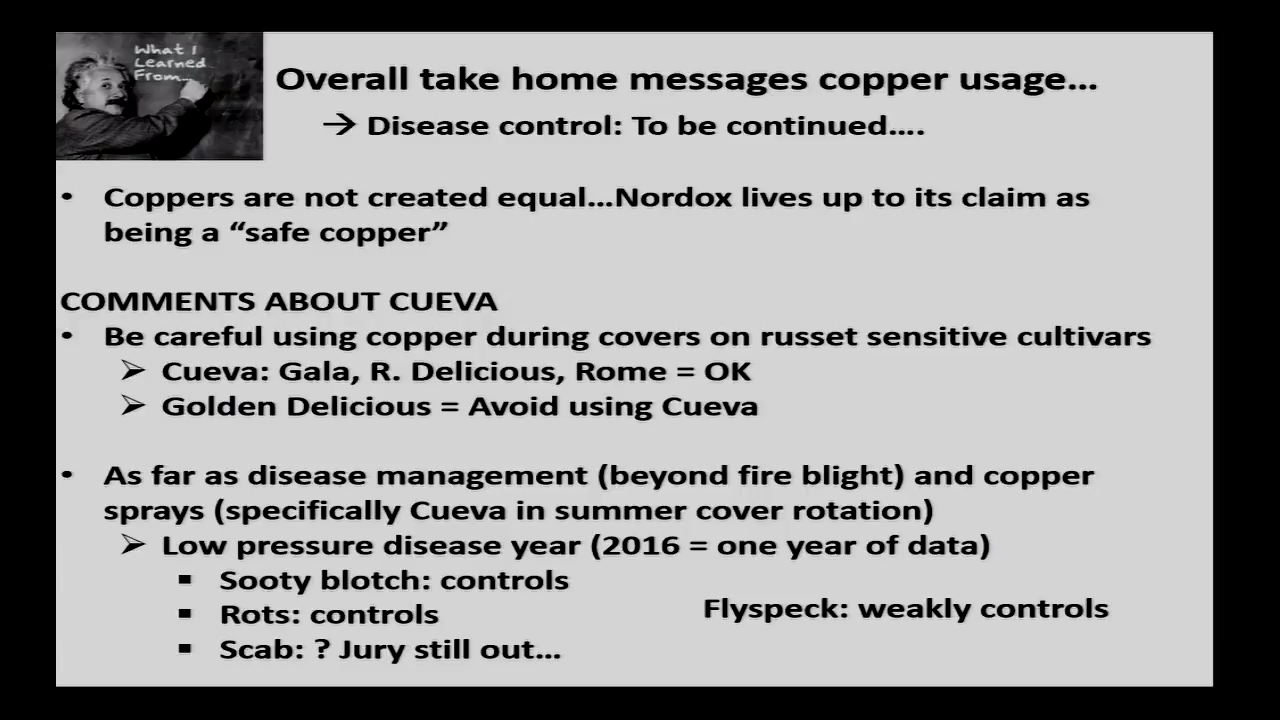 What I
Learned
From...
Overall take home messages copper usage...
→ Disease control: To be continued....
• Coppers are not created equal...Nordox lives up to its claim as
being a “safe copper”
COMMENTS ABOUT CUEVA
• Be careful using copper during covers on russet sensitive cultivars
➢ Cueva: Gala, R. Delicious, Rome = OK
➢ Golden Delicious = Avoid using Cueva
• As far as disease management (beyond fire blight) and copper
sprays (specifically Cueva in summer cover rotation)
➢ Low pressure disease year (2016 = one year of data)
▪ Sooty blotch: controls
▪ Rots: controls
Flyspeck: weakly controls
▪ Scab: ? Jury still out...